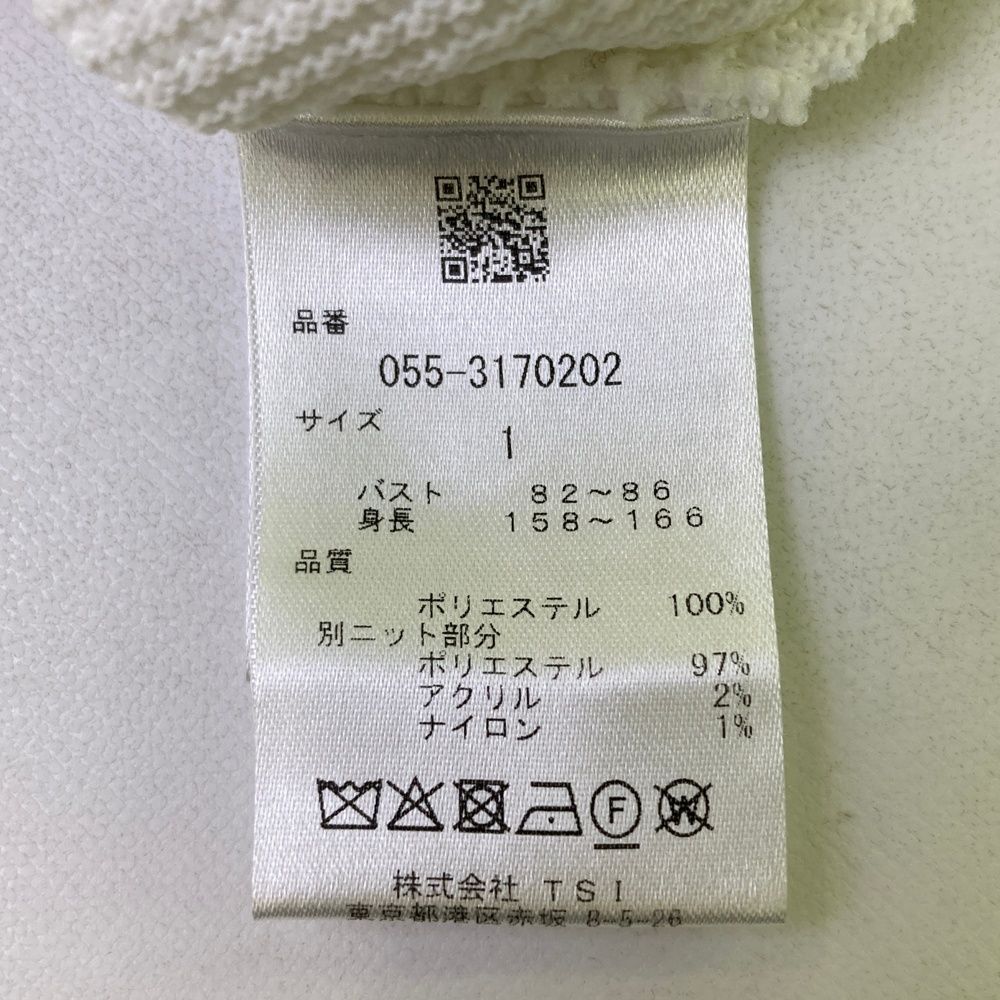 品番
055-3170202
サイズ
1
バスト 82～86
身長 158～166
品質
ポリエステル 100%
別ニット部分
ポリエステル 97%
アクリル 2%
ナイロン 1%
F
W
株式会社 TSI
東京都港区赤坂 8-5-26